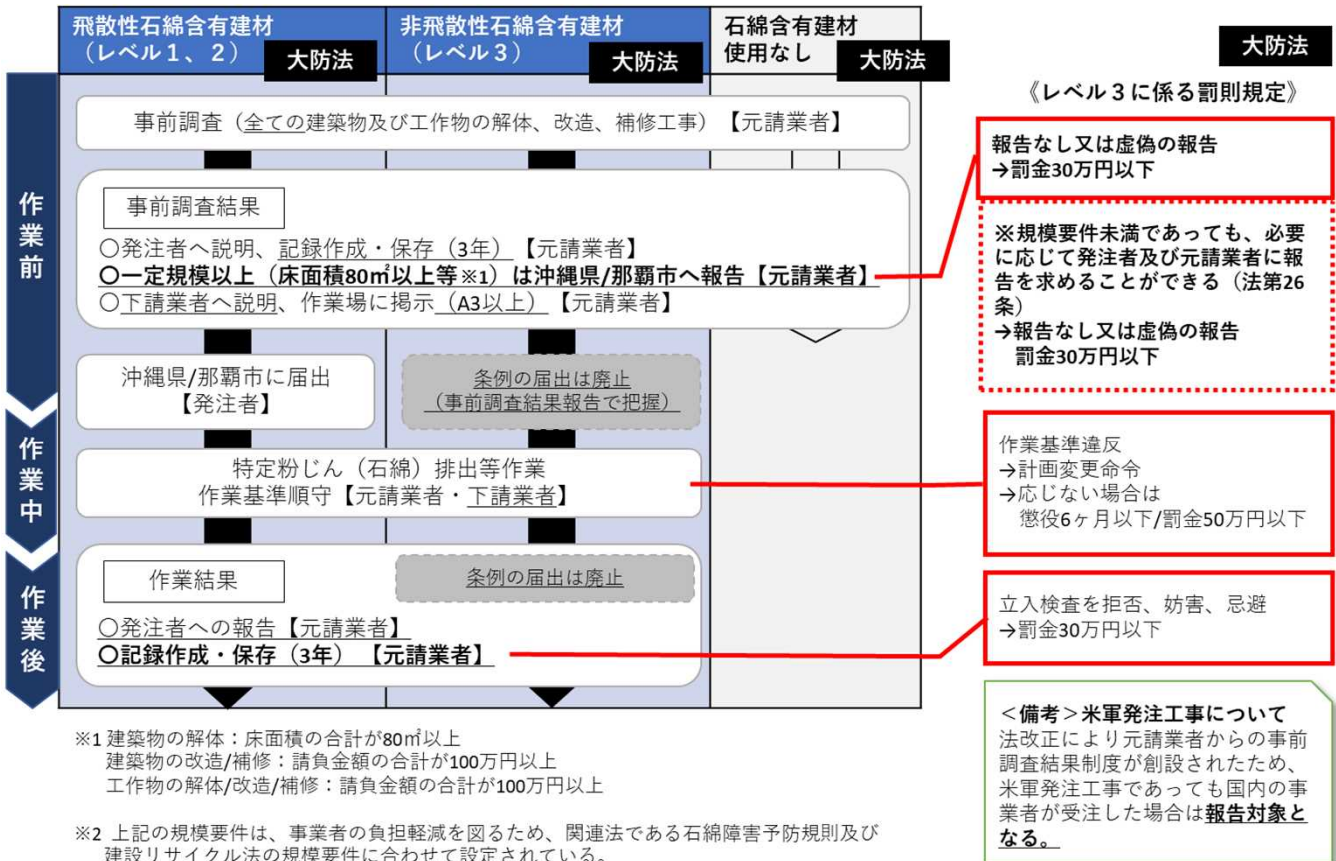 飛散性石綿含有建材
(レベル1、2)
大防法
非飛散性石綿含有建材
(レベル3)
大防法
石綿含有建材
使用なし
大防法
作業前
事前調査(全ての建築物及び工作物の解体、改造、補修工事)【元請業者】
事前調査結果
〇発注者へ説明、記録作成・保存(3年)【元請業者】
〇一定規模以上(床面積80㎡以上等※1)は沖縄県/那覇市へ報告【元請業者】
〇下請業者へ説明、作業場に掲示(A3以上)【元請業者】
沖縄県/那覇市に届出
【発注者】
条例の届出は廃止
(事前調査結果報告で把握)
作業中
特定粉じん(石綿)排出等作業
作業基準順守【元請業者・下請業者】
作業後
作業結果
条例の届出は廃止
〇発注者への報告【元請業者】
〇記録作成・保存(3年)【元請業者】
※1 建築物の解体:床面積の合計が80㎡以上
建築物の改造/補修:請負金額の合計が100万円以上
工作物の解体/改造/補修:請負金額の合計が100万円以上
※2 上記の規模要件は、事業者の負担軽減を図るため、関連法である石綿障害予防規則及び
建設リサイクル法の規模要件に合わせて設定されている。
大防法
《レベル3に係る罰則規定》
報告なし又は虚偽の報告
→罰金30万円以下
※規模要件未満であっても、必要
に応じて発注者及び元請業者に報
告を求めることができる(法第26
条)
→報告なし又は虚偽の報告
罰金30万円以下
作業基準違反
→計画変更命令
→応じない場合は
懲役6ヶ月以下/罰金50万円以下
立入検査を拒否、妨害、忌避
→罰金30万円以下
<備考>米軍発注工事について
法改正により元請業者からの事前
調査結果制度が創設されたため、
米軍発注工事であっても国内の事
業者が受注した場合は報告対象と
なる。